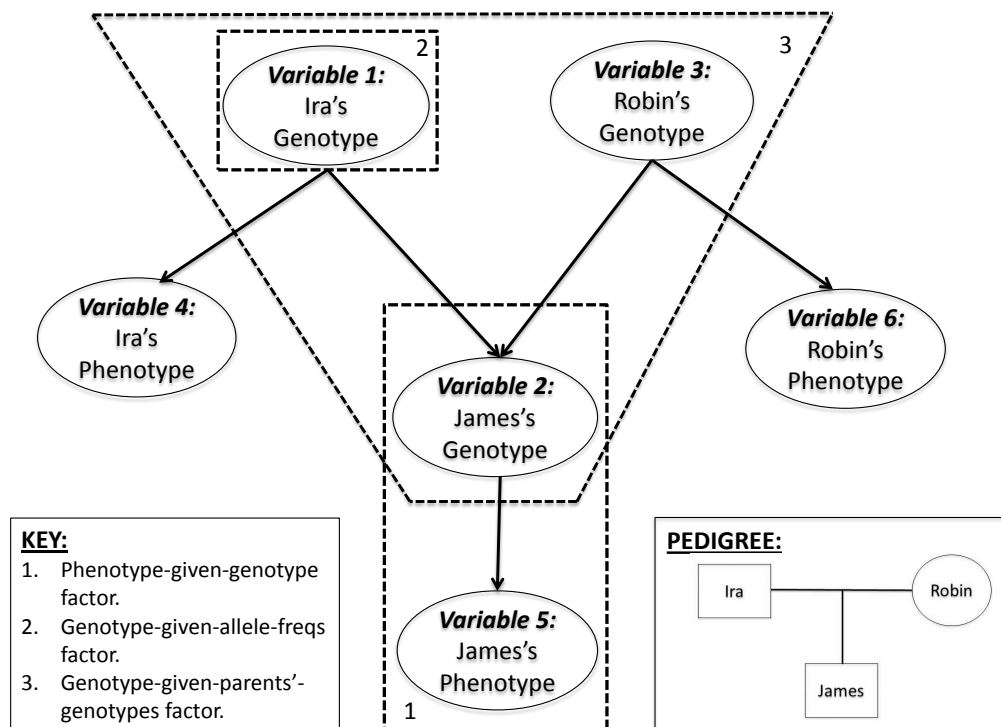 2
3
Variable 1:
Ira's
Genotype
Variable 3:
Robin's
Genotype
Variable 4:
Ira's
Phenotype
Variable 6:
Robin's
Phenotype
Variable 2:
James's
Genotype
KEY:
1. Phenotype-given-genotype
factor.
2. Genotype-given-allele-freqs
factor.
3. Genotype-given-parents'-
genotypes factor.
Variable 5:
James's
Phenotype
1
PEDIGREE:
Ira
Robin
James